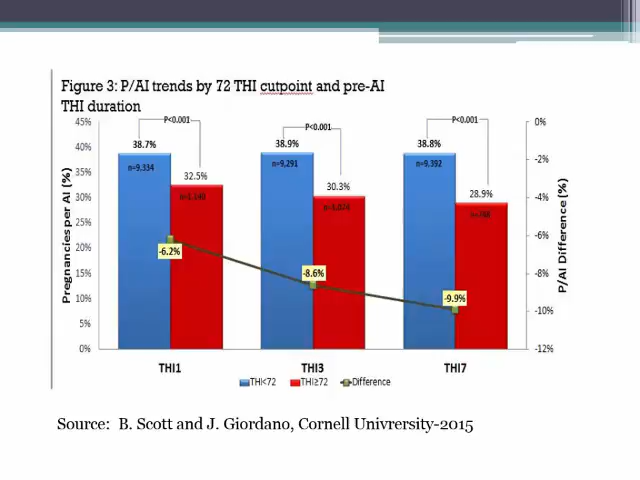 Figure 3: P/AI trends by 72 THI cutpoint and pre-AI
THI duration
45%
40%
35%
30%
25%
20%
15%
10%
5%
0%
Pregnancies per AI (%)
P<0.001
P<0.001
P<0.001
38.7%
38.9%
38.8%
n=9,334
n=9,291
n=9,392
32.5%
30.3%
28.9%
-6.2%
-8.6%
-9.9%
0%
-2%
-4%
-6%
-8%
-10%
-12%
P/AI Difference (%)
THI1
THI3
THI7
THI<72
THI≥72
Difference
Source: B. Scott and J. Giordano, Cornell Univrersity-2015